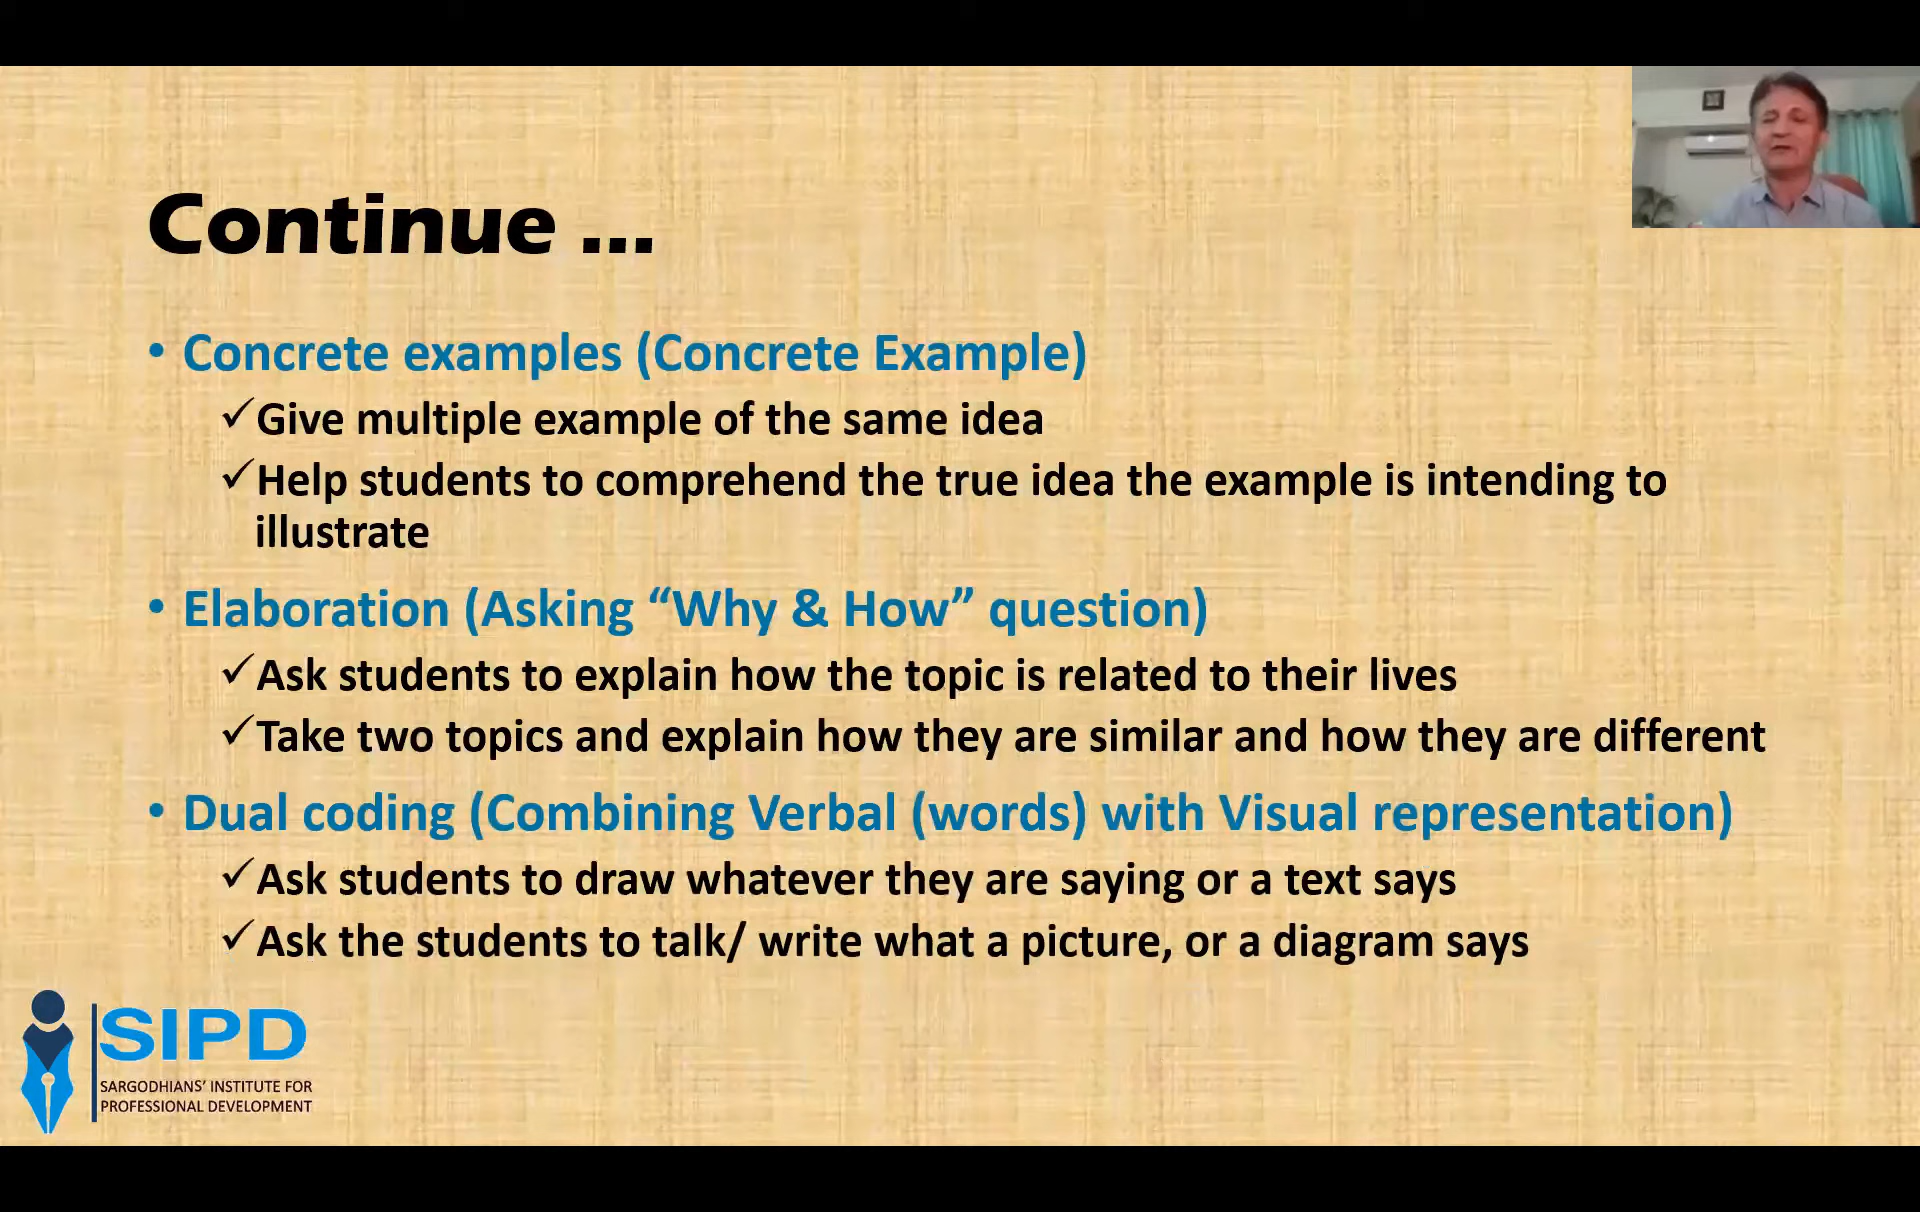 Continue ...
• Concrete examples (Concrete Example)
✓Give multiple example of the same idea
✓Help students to comprehend the true idea the example is intending to
illustrate
• Elaboration (Asking “Why & How” question)
✓Ask students to explain how the topic is related to their lives
✓Take two topics and explain how they are similar and how they are different
• Dual coding (Combining Verbal (words) with Visual representation)
✓Ask students to draw whatever they are saying or a text says
✓Ask the students to talk/ write what a picture, or a diagram says
SIPD
SARGODHIANS’ INSTITUTE FOR
PROFESSIONAL DEVELOPMENT